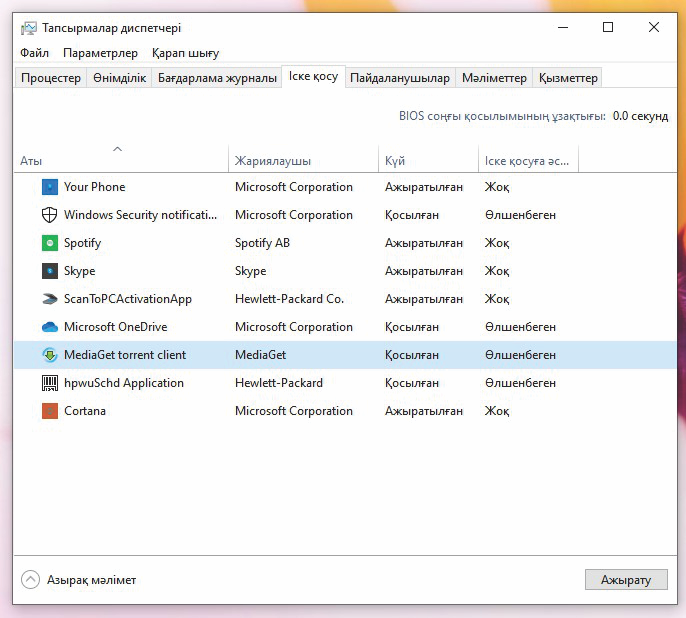 Тапсырмалар диспетчері
Файл Параметрлер Қарап шығу
Процестер Өнімділік Бағдарлама журналы Іске қосу Пайдаланушылар Мәліметтер Қызметтер
BIOS соңғы қосылымының ұзақтығы: 0.0 секунд
Аты Жариялаушы Күй Іске қосуға әс...
Your Phone Microsoft Corporation Ажыратылған Жоқ
Windows Security notificati... Microsoft Corporation Қосылған Өлшенбеген
Spotify Spotify AB Ажыратылған Жоқ
Skype Skype Ажыратылған Жоқ
ScanToPCActivationApp Hewlett-Packard Co. Ажыратылған Жоқ
Microsoft OneDrive Microsoft Corporation Қосылған Өлшенбеген
MediaGet torrent client MediaGet Қосылған Өлшенбеген
hpwuSchd Application Hewlett-Packard Қосылған Өлшенбеген
Cortana Microsoft Corporation Ажыратылған Жоқ
Азырақ мәлімет Ажырату